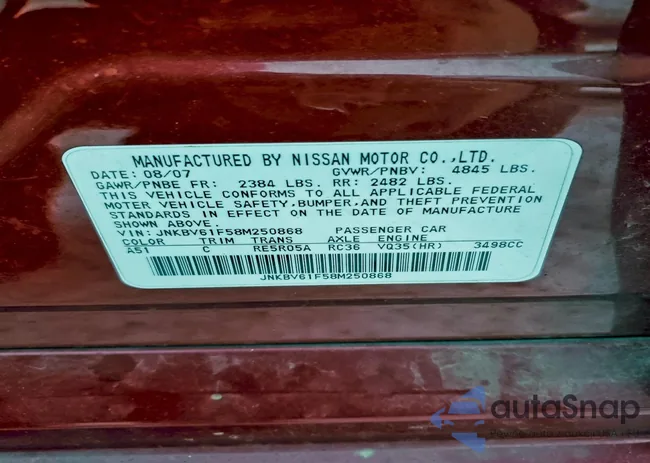 MANUFACTURED BY NISSAN MOTOR CO.,LTD.
DATE: 08/07 GVWR/PNBV: 4845 LBS.
GAWR/PNBE FR: 2384 LBS. RR: 2482 LBS.
THIS VEHICLE CONFORMS TO ALL APPLICABLE FEDERAL
MOTOR VEHICLE SAFETY,BUMPER,AND THEFT PREVENTION
STANDARDS IN EFFECT ON THE DATE OF MANUFACTURE
SHOWN ABOVE.
VIN: JNKBV61F58M250868 PASSENGER CAR
COLOR TRIM TRANS AXLE ENGINE
A51 C RE5R05A RC36 VQ35(HR) 3498CC
JNKBV61F58M250868
autoSnap